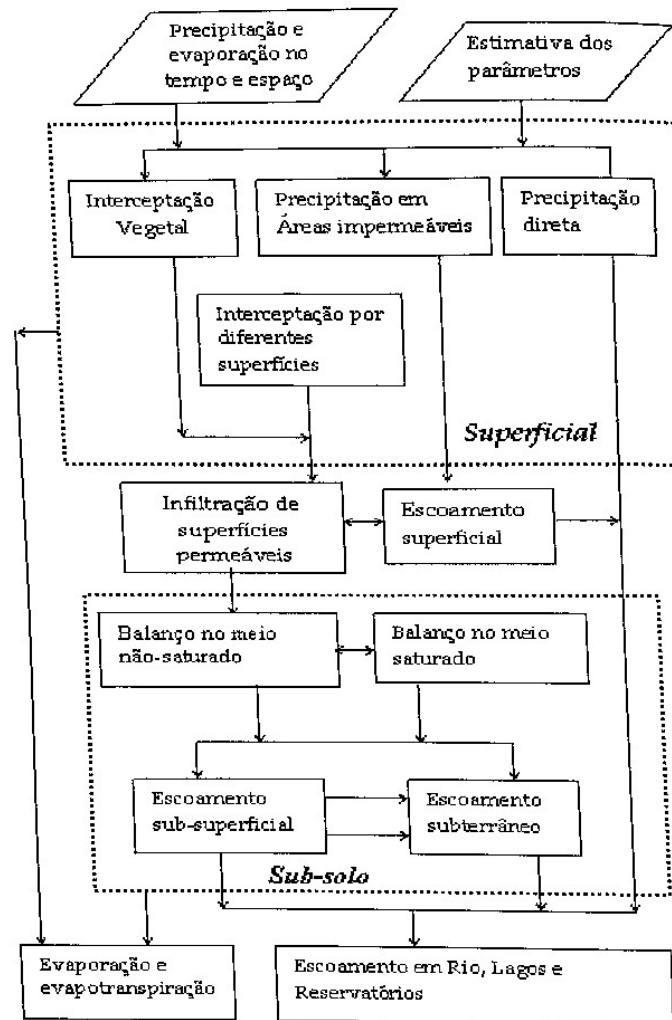 Precipitação e
evaporação no
tempo e espaço
Estimativa dos
parâmetros
Interceptação
Vegetal
Precipitação em
Áreas impermeáveis
Precipitação
direta
Interceptação por
diferentes
superfícies
Superficial
Infiltração de
superfícies
permeáveis
Escoamento
superficial
Balanço no meio
não-saturado
Balanço no meio
saturado
Escoamento
sub-superficial
Escoamento
subterrâneo
Sub-solo
Evaporação e
evapotranspiração
Escoamento em Rio, Lagos e
Reservatórios